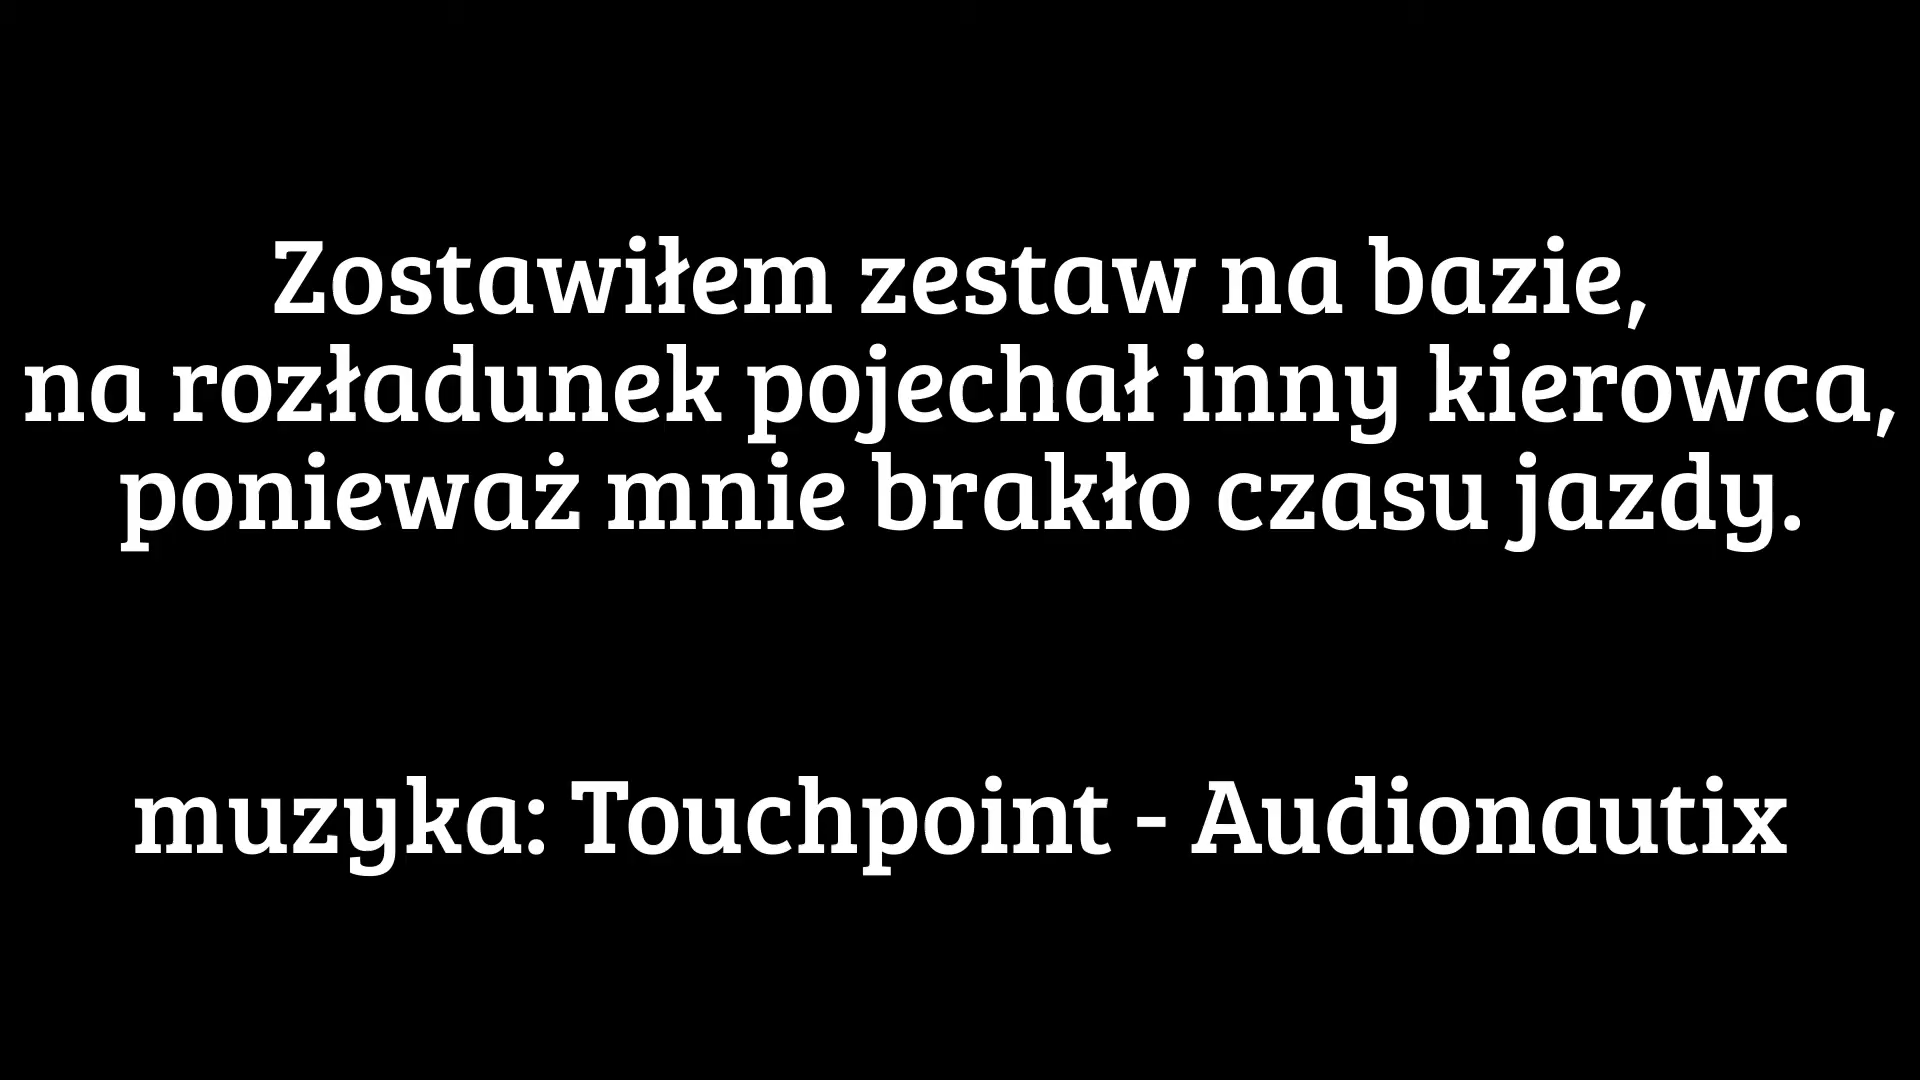 Zostawiłem zestaw na bazie,
na rozładunek pojechał inny kierowca,
ponieważ mnie brakło czasu jazdy.
muzyka: Touchpoint - Audionautix